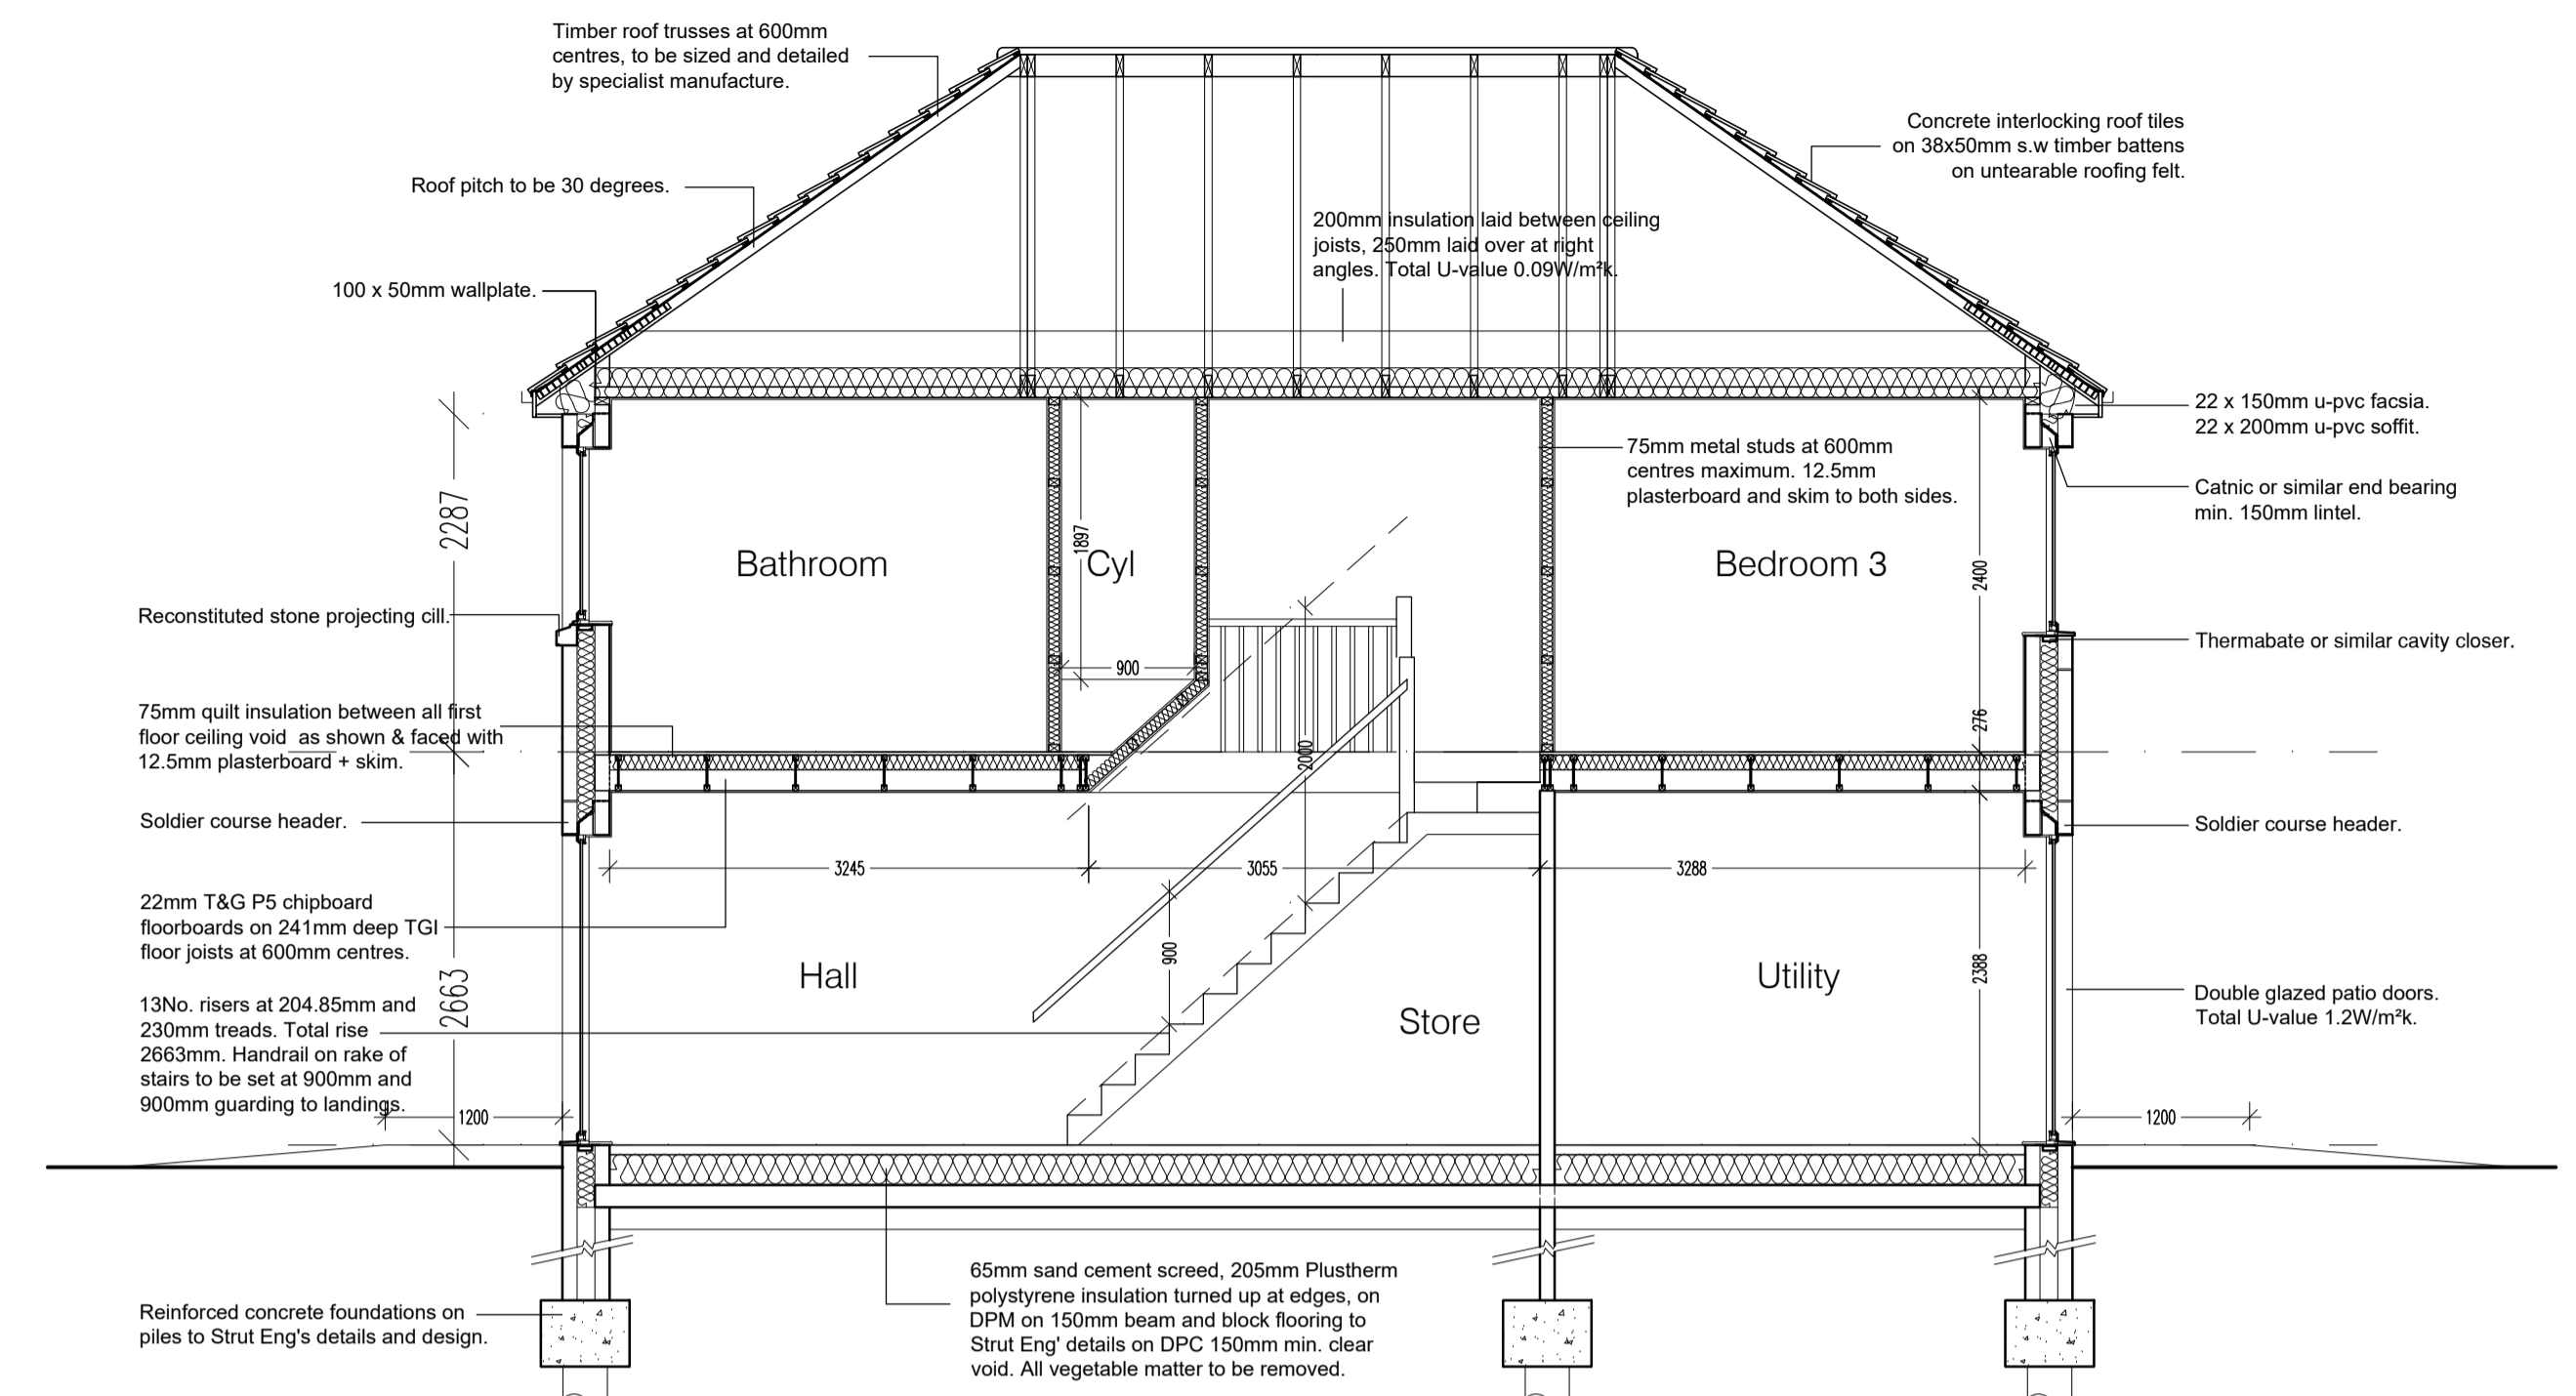 Timber roof trusses at 600mm
centres, to be sized and detailed
by specialist manufacture.
Concrete interlocking roof tiles
on 38x50mm s.w timber battens
on untearable roofing felt.
Roof pitch to be 30 degrees.
200mm insulation laid between ceiling
joists, 250mm laid over at right
angles. Total U-value 0.09W/m²k.
100 x 50mm wallplate.
22 x 150mm u-pvc facsia.
22 x 200mm u-pvc soffit.
75mm metal studs at 600mm
centres maximum. 12.5mm
plasterboard and skim to both sides.
Catnic or similar end bearing
min. 150mm lintel.
2287
Bathroom
1897
Cyl
Bedroom 3
2400
Reconstituted stone projecting cill.
Thermabate or similar cavity closer.
900
75mm quilt insulation between all first
floor ceiling void as shown & faced with
12.5mm plasterboard + skim.
276
2000
Soldier course header.
Soldier course header.
3245
3055
3288
22mm T&G P5 chipboard
floorboards on 241mm deep TGI
floor joists at 600mm centres.
900
2388
2663
Hall
Utility
Store
13No. risers at 204.85mm and
230mm treads. Total rise
2663mm. Handrail on rake of
stairs to be set at 900mm and
900mm guarding to landings.
Double glazed patio doors.
Total U-value 1.2W/m²k.
1200
1200
65mm sand cement screed, 205mm Plustherm
polystyrene insulation turned up at edges, on
DPM on 150mm beam and block flooring to
Strut Eng' details on DPC 150mm min. clear
void. All vegetable matter to be removed.
Reinforced concrete foundations on
piles to Strut Eng's details and design.